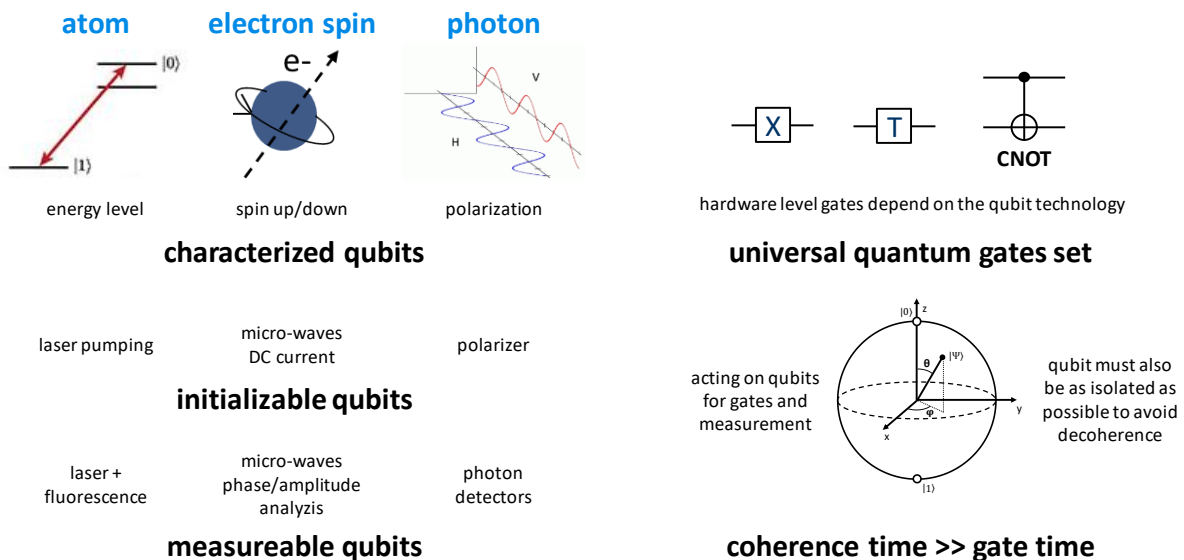 atom
electron spin
photon
|0⟩
|1⟩
e-
V
H
energy level
spin up/down
polarization
characterized qubits
laser pumping
micro-waves
DC current
polarizer
initializable qubits
laser +
fluorescence
micro-waves
phase/amplitude
analyzis
photon
detectors
measureable qubits
X
T
CNOT
hardware level gates depend on the qubit technology
universal quantum gates set
acting on qubits
for gates and
measurement
|0⟩
z
|Ψ⟩
θ
φ
x
y
|1⟩
qubit must also
be as isolated as
possible to avoid
decoherence
coherence time >> gate time